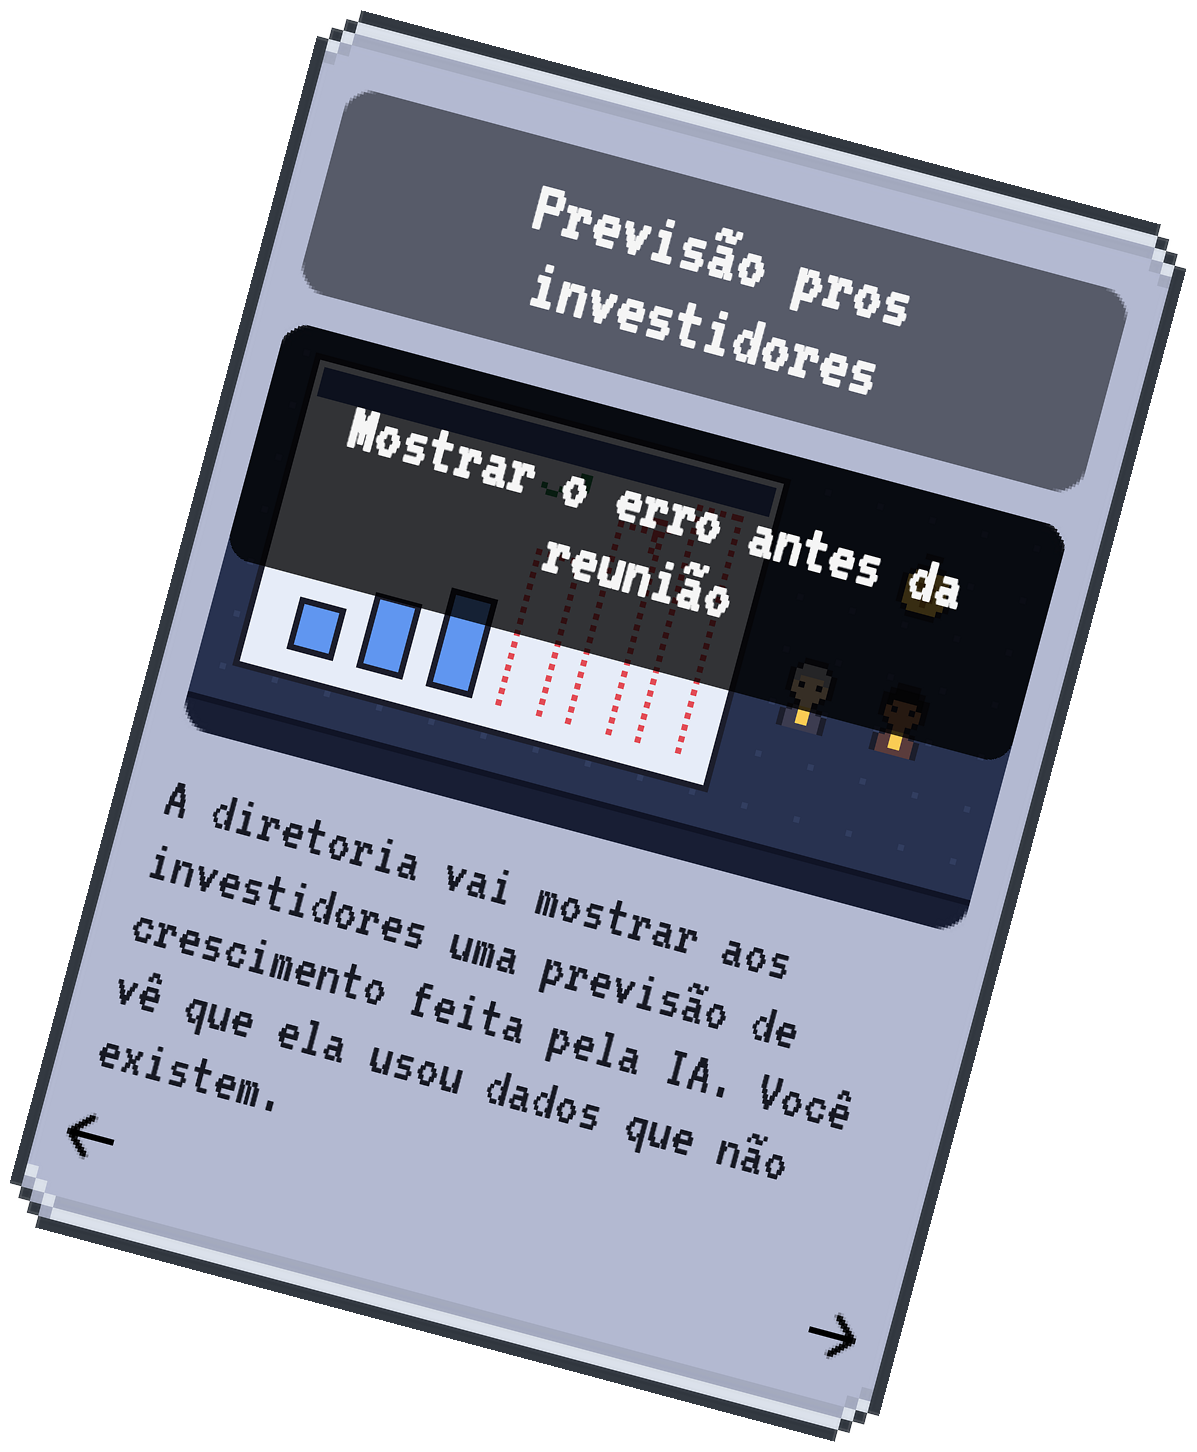 Previsão pros
investidores
Mostrar o erro antes da
reunião
A diretoria vai mostrar aos
investidores uma previsão de
crescimento feita pela IA. Você
vê que ela usou dados que não
existem.